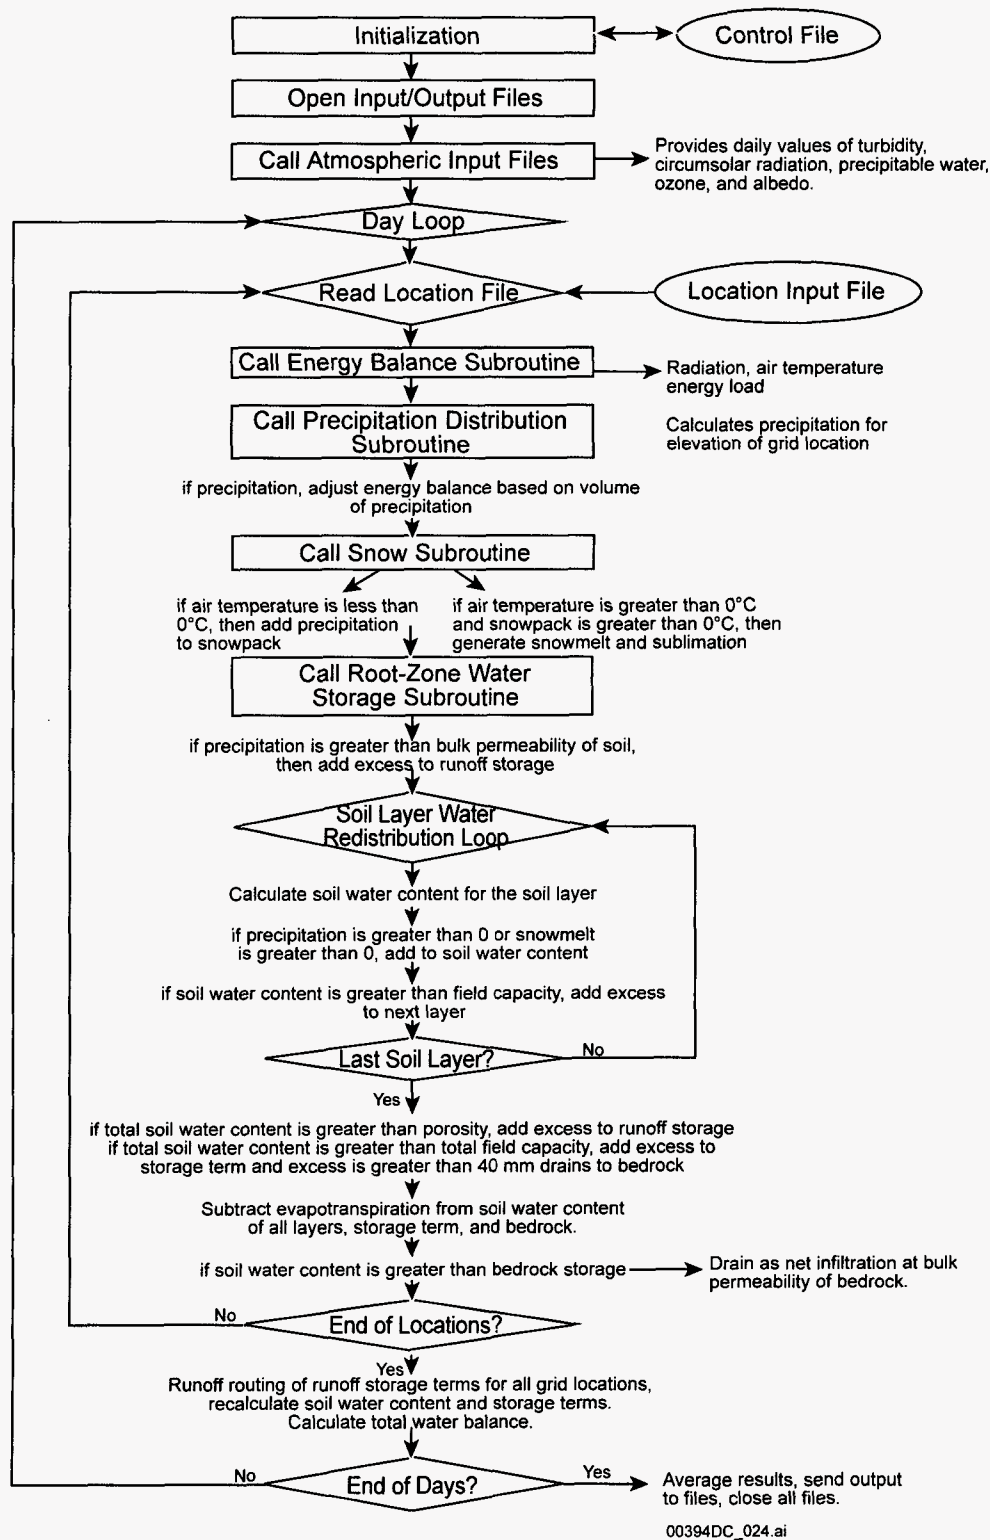 Initialization
Control File
Open Input/Output Files
Call Atmospheric Input Files
Provides daily values of turbidity,
circumsolar radiation, precipitable water,
ozone, and albedo.
Day Loop
Read Location File
Location Input File
Call Energy Balance Subroutine
Radiation, air temperature
energy load
Call Precipitation Distribution
Subroutine
Calculates precipitation for
elevation of grid location
if precipitation, adjust energy balance based on volume
of precipitation
Call Snow Subroutine
if air temperature is less than
0°C, then add precipitation
to snowpack
if air temperature is greater than 0°C
and snowpack is greater than 0°C, then
generate snowmelt and sublimation
Call Root-Zone Water
Storage Subroutine
if precipitation is greater than bulk permeability of soil,
then add excess to runoff storage
Soil Layer Water
Redistribution Loop
Calculate soil water content for the soil layer
if precipitation is greater than 0 or snowmelt
is greater than 0, add to soil water content
if soil water content is greater than field capacity, add excess
to next layer
Last Soil Layer?
No
Yes
if total soil water content is greater than porosity, add excess to runoff storage
if total soil water content is greater than total field capacity, add excess to
storage term and excess is greater than 40 mm drains to bedrock
Subtract evapotranspiration from soil water content
of all layers, storage term, and bedrock.
if soil water content is greater than bedrock storage
Drain as net infiltration at bulk
permeability of bedrock.
No
End of Locations?
Yes
Runoff routing of runoff storage terms for all grid locations,
recalculate soil water content and storage terms.
Calculate total water balance.
No
End of Days?
Yes
Average results, send output
to files, close all files.
00394DC_024.ai